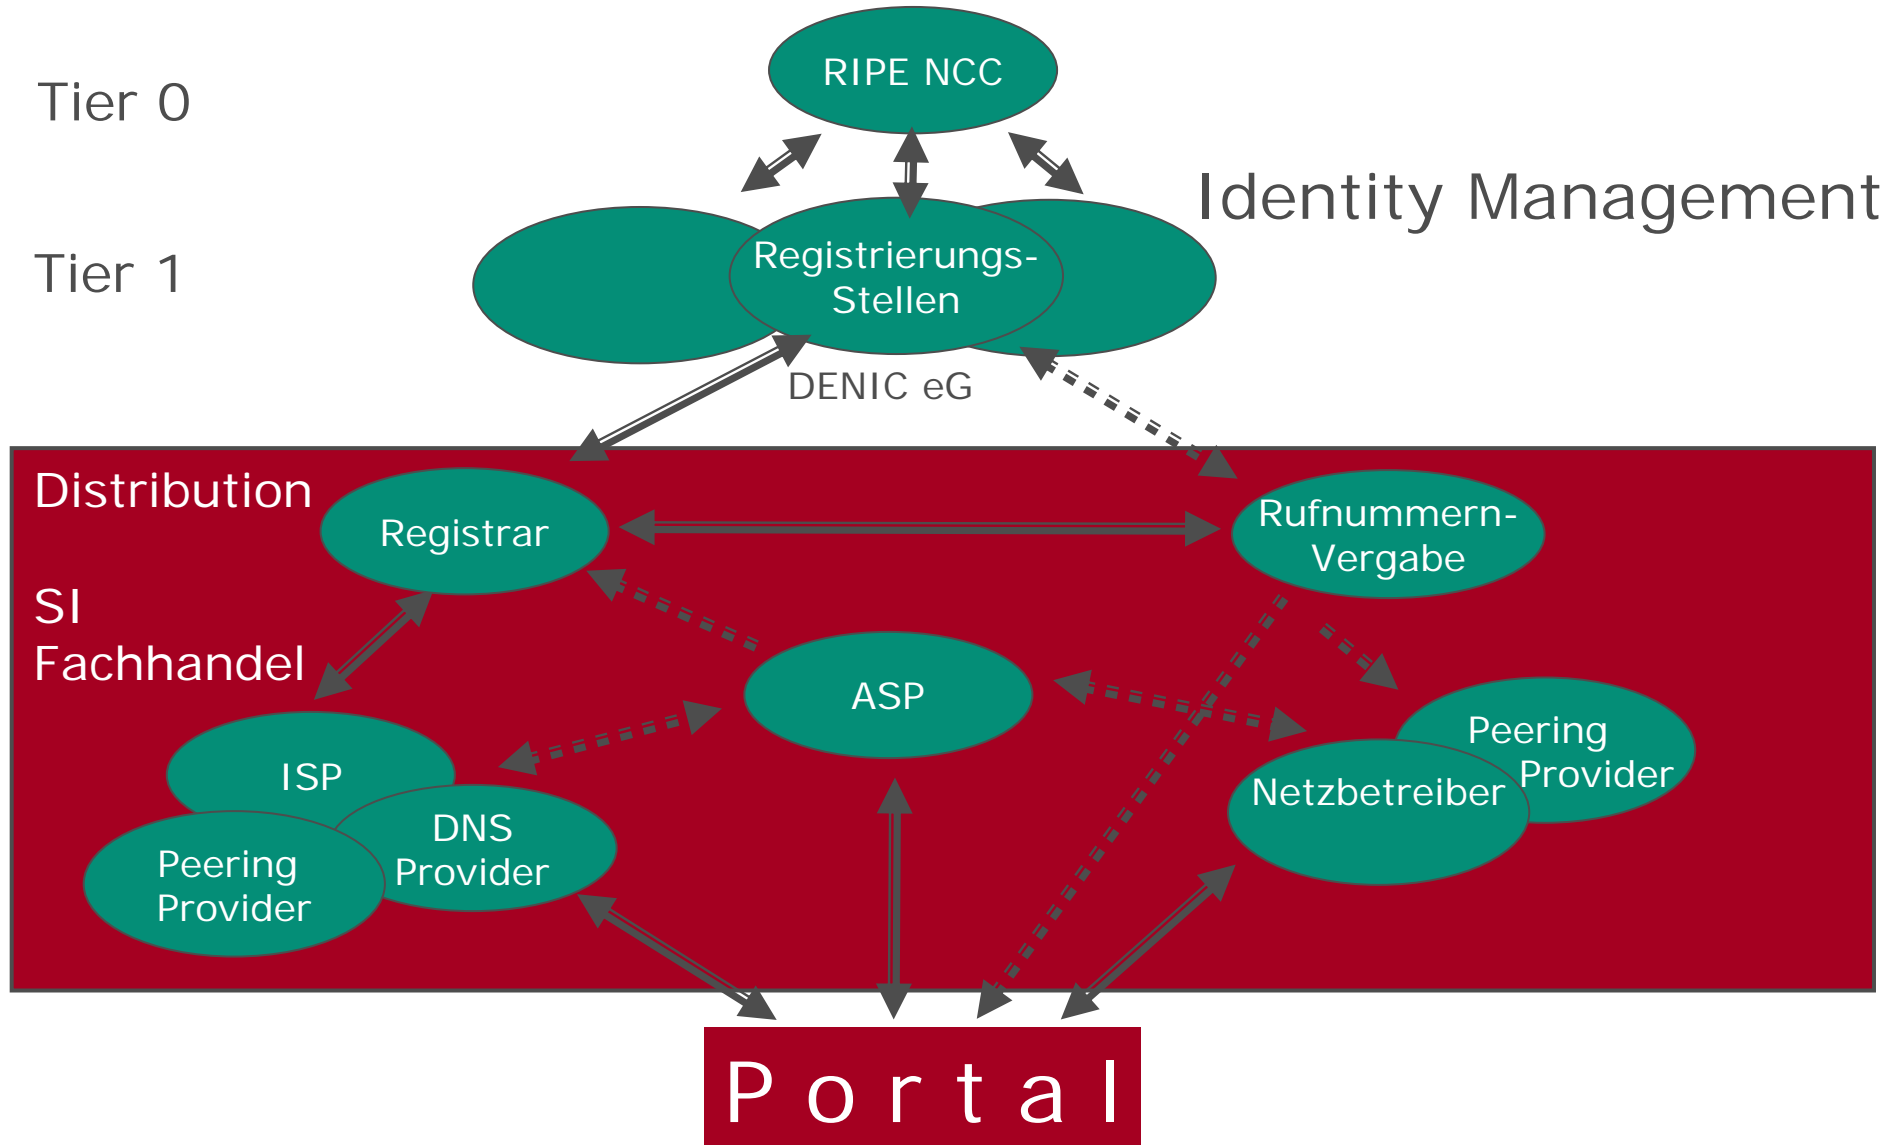 RIPE NCC
Tier 0
Identity Management
Tier 1
Registrierungs-
Stellen
DENIC eG
Distribution
Registrar
Rufnummern-
Vergabe
SI
Fachhandel
ASP
ISP
DNS
Provider
Peering
Provider
Peering
Provider
Netzbetreiber
Portal